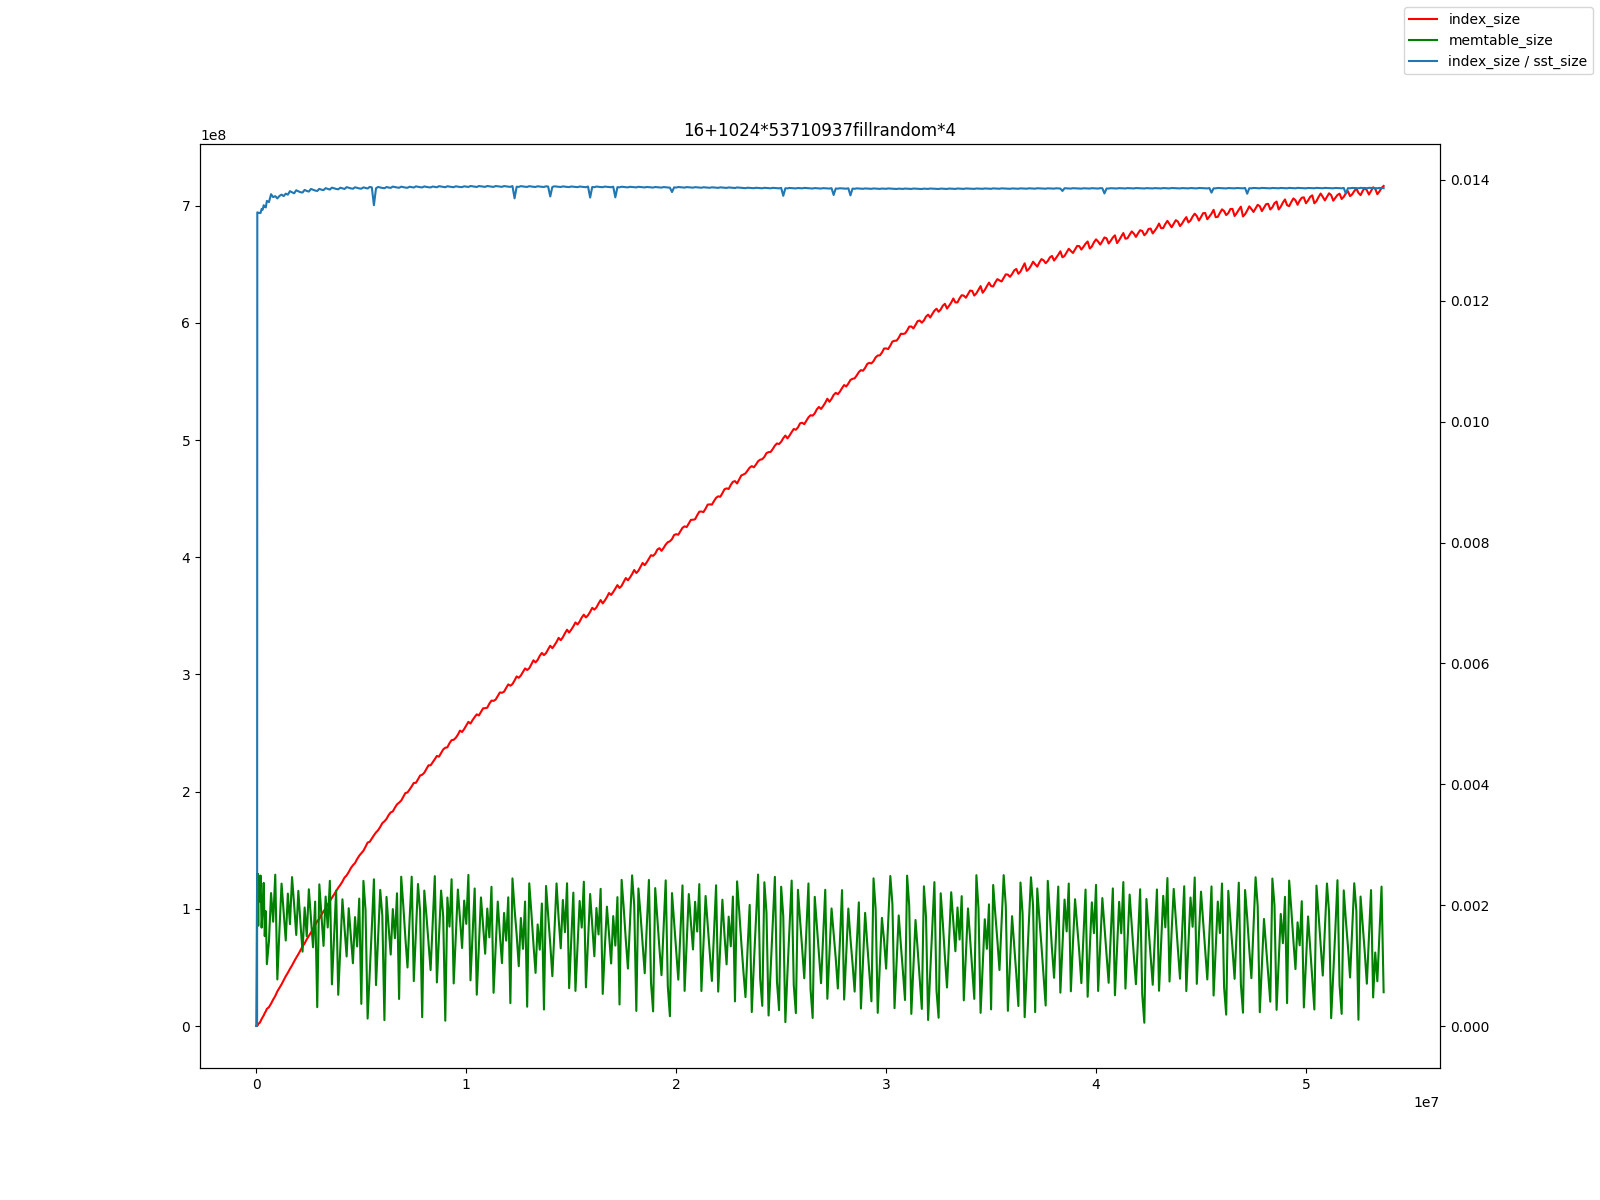 index_size
memtable_size
index_size / sst_size
16+1024*53710937fillrandom*4
1e8
7
6
5
4
3
2
1
0
0.014
0.012
0.010
0.008
0.006
0.004
0.002
0.000
0 1 2 3 4 5
1e7